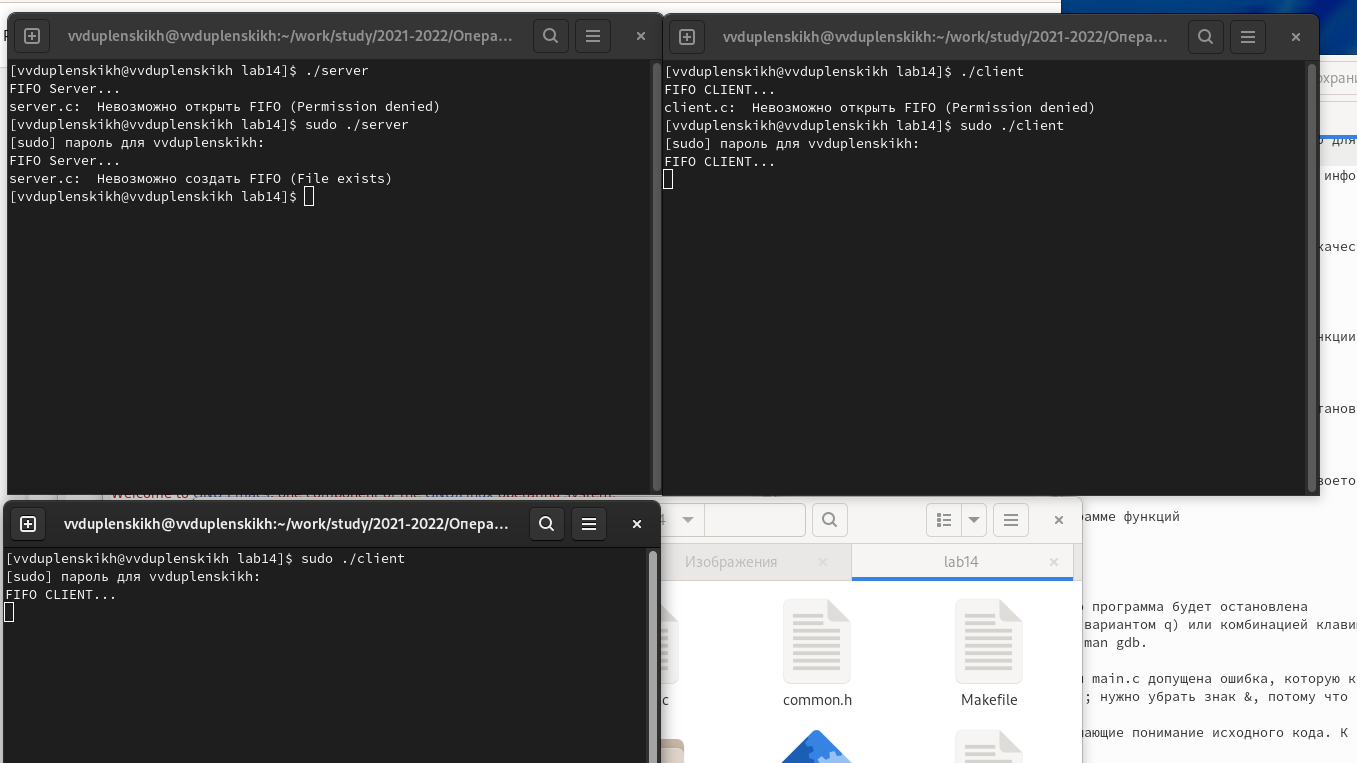 vvduplenskikh@vvduplenskikh:~/work/study/2021-2022/Опера…
[vvduplenskikh@vvduplenskikh lab14]$ ./server
FIFO Server...
server.c:  Невозможно открыть FIFO (Permission denied)
[vvduplenskikh@vvduplenskikh lab14]$ sudo ./server
[sudo] пароль для vvduplenskikh:
FIFO Server...
server.c:  Невозможно создать FIFO (File exists)
[vvduplenskikh@vvduplenskikh lab14]$
vvduplenskikh@vvduplenskikh:~/work/study/2021-2022/Опера…
[vvduplenskikh@vvduplenskikh lab14]$ ./client
FIFO CLIENT...
client.c:  Невозможно открыть FIFO (Permission denied)
[vvduplenskikh@vvduplenskikh lab14]$ sudo ./client
[sudo] пароль для vvduplenskikh:
FIFO CLIENT...
vvduplenskikh@vvduplenskikh:~/work/study/2021-2022/Опера…
[vvduplenskikh@vvduplenskikh lab14]$ sudo ./client
[sudo] пароль для vvduplenskikh:
FIFO CLIENT...
Изображения
lab14
c
common.h
Makefile
для
инфо
качес
нкции
танов
воето
рамме функций
программа будет остановлена
вариантом q) или комбинацией клави
man gdb.
main.c допущена ошибка, которую к
; нужно убрать знак &, потому что
ающие понимание исходного кода. К